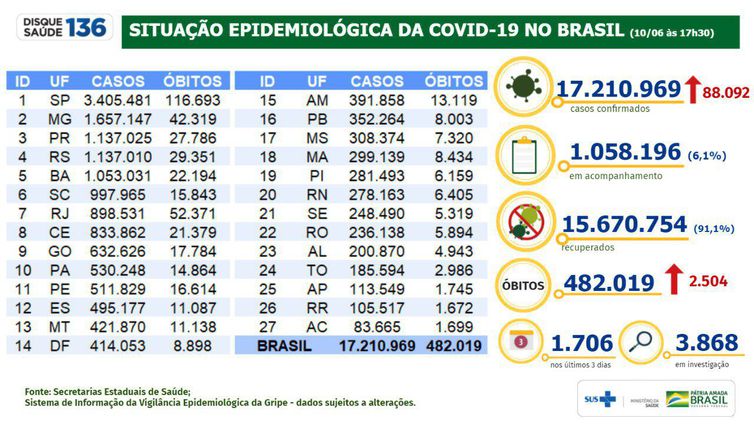 DISQUE
SAÚDE 136
SITUAÇÃO EPIDEMIOLÓGICA DA COVID-19 NO BRASIL (10/06 às 17h30)
ID UF CASOS ÓBITOS
1 SP 3.405.481 116.693
2 MG 1.657.147 42.319
3 PR 1.137.025 27.786
4 RS 1.137.010 29.351
5 BA 1.053.031 22.194
6 SC 997.965 15.843
7 RJ 898.531 52.371
8 CE 833.862 21.379
9 GO 632.626 17.784
10 PA 530.248 14.864
11 PE 511.829 16.614
12 ES 495.177 11.087
13 MT 421.870 11.138
14 DF 414.053 8.898
ID UF CASOS ÓBITOS
15 AM 391.858 13.119
16 PB 352.264 8.003
17 MS 308.374 7.320
18 MA 299.139 8.434
19 PI 281.493 6.159
20 RN 278.163 6.405
21 SE 248.490 5.319
22 RO 236.138 5.894
23 AL 200.870 4.943
24 TO 185.594 2.986
25 AP 113.549 1.745
26 RR 105.517 1.672
27 AC 83.665 1.699
BRASIL 17.210.969 482.019
17.210.969 88.092
casos confirmados
1.058.196 (6,1%)
em acompanhamento
15.670.754 (91,1%)
recuperados
ÓBITOS 482.019 2.504
3 1.706
nos últimos 3 dias
3.868
em investigação
Fonte: Secretarias Estaduais de Saúde;
Sistema de Informação da Vigilância Epidemiológica da Gripe - dados sujeitos a alterações.
SUS
MINISTÉRIO DA
SAÚDE
PÁTRIA AMADA
BRASIL
GOVERNO FEDERAL